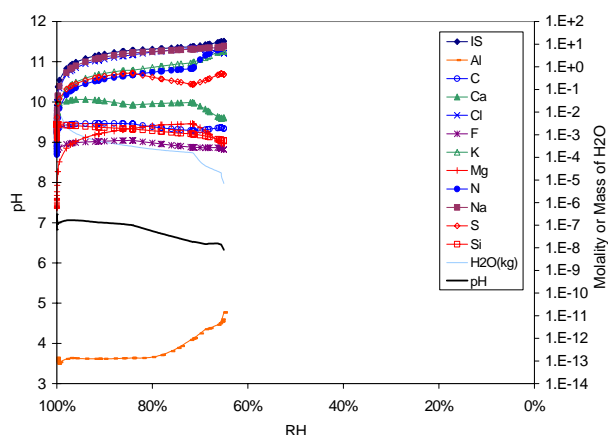 12
11
10
9
8
7
6
5
4
3
pH
100%
80%
60%
40%
20%
0%
RH
1.E+2
1.E+1
1.E+0
1.E-1
1.E-2
1.E-3
1.E-4
1.E-5
1.E-6
1.E-7
1.E-8
1.E-9
1.E-10
1.E-11
1.E-12
1.E-13
1.E-14
Molality or Mass of H2O
IS
Al
C
Ca
Cl
F
K
Mg
N
Na
S
Si
H2O(kg)
pH